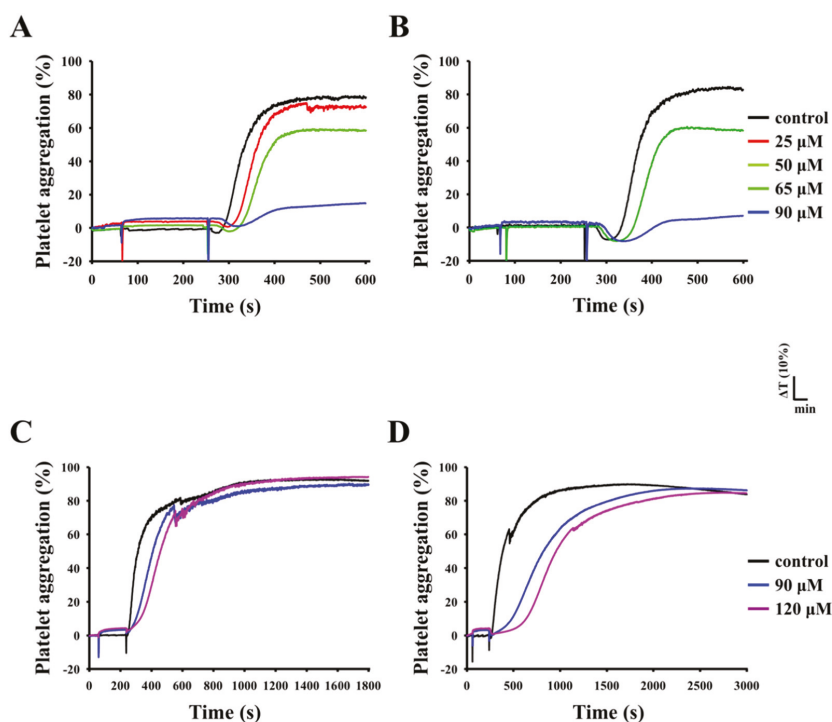 A
B
Platelet aggregation (%)
100
80
60
40
20
0
-20
0 100 200 300 400 500 600
Time (s)
Platelet aggregation (%)
100
80
60
40
20
0
-20
0 100 200 300 400 500 600
Time (s)
control
25 µM
50 µM
65 µM
90 µM
ΔT (10%)
min
C
D
Platelet aggregation (%)
100
80
60
40
20
0
-20
0 200 400 600 800 1000 1200 1400 1600 1800
Time (s)
Platelet aggregation (%)
100
80
60
40
20
0
-20
0 500 1000 1500 2000 2500 3000
Time (s)
control
90 µM
120 µM